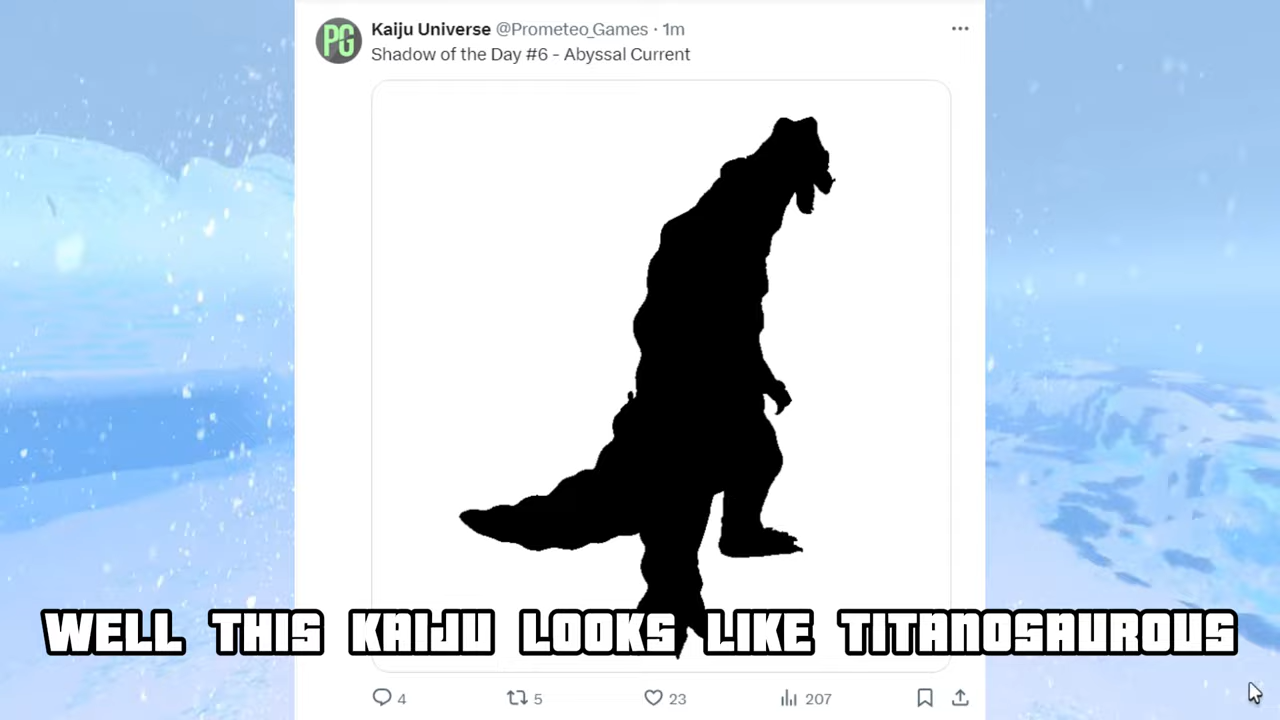 PG
Kaiju Universe @Prometeo_Games · 1m
Shadow of the Day #6 - Abyssal Current
WELL THIS KAIJU LOOKS LIKE TITANOSAUROUS
4 5 23 207